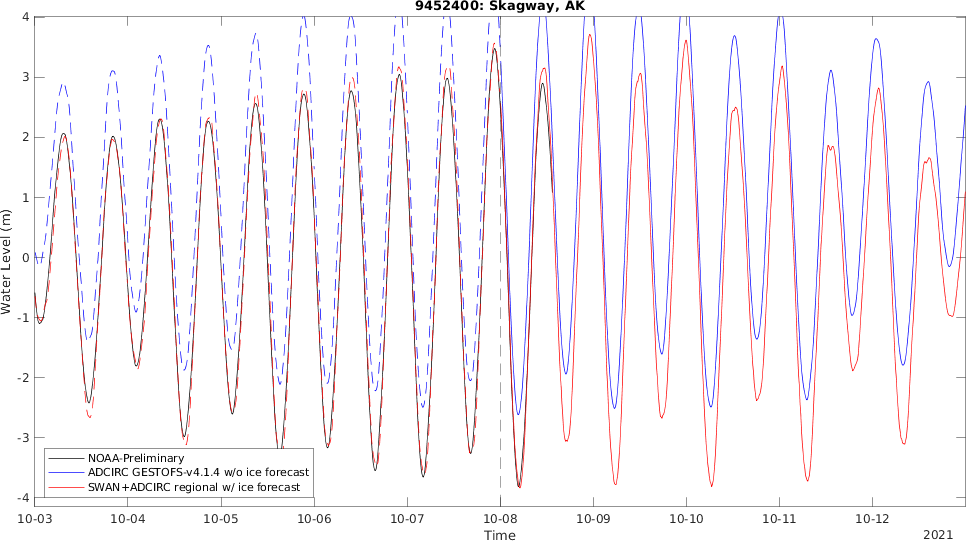 9452400: Skagway, AK
4
3
2
1
0
-1
-2
-3
-4
Water Level (m)
NOAA-Preliminary
ADCIRC GESTOFS-v4.1.4 w/o ice forecast
SWAN+ADCIRC regional w/ ice forecast
10-03 10-04 10-05 10-06 10-07 10-08 10-09 10-10 10-11 10-12
Time
2021